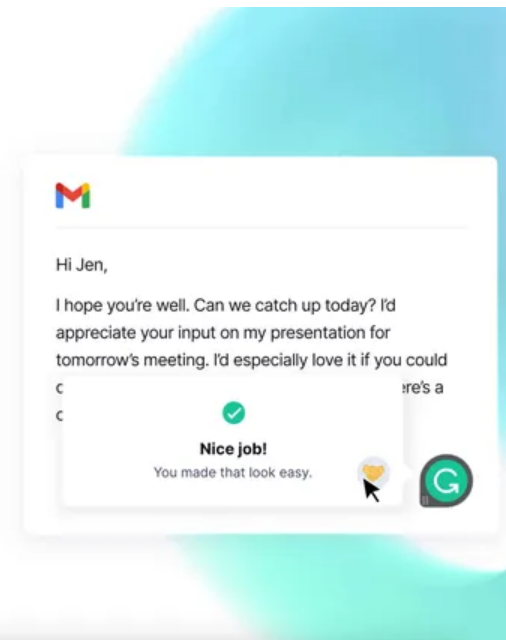 Hi Jen,
I hope you're well. Can we catch up today? I'd
appreciate your input on my presentation for
tomorrow's meeting. I'd especially love it if you could
a
Nice job!
You made that look easy.